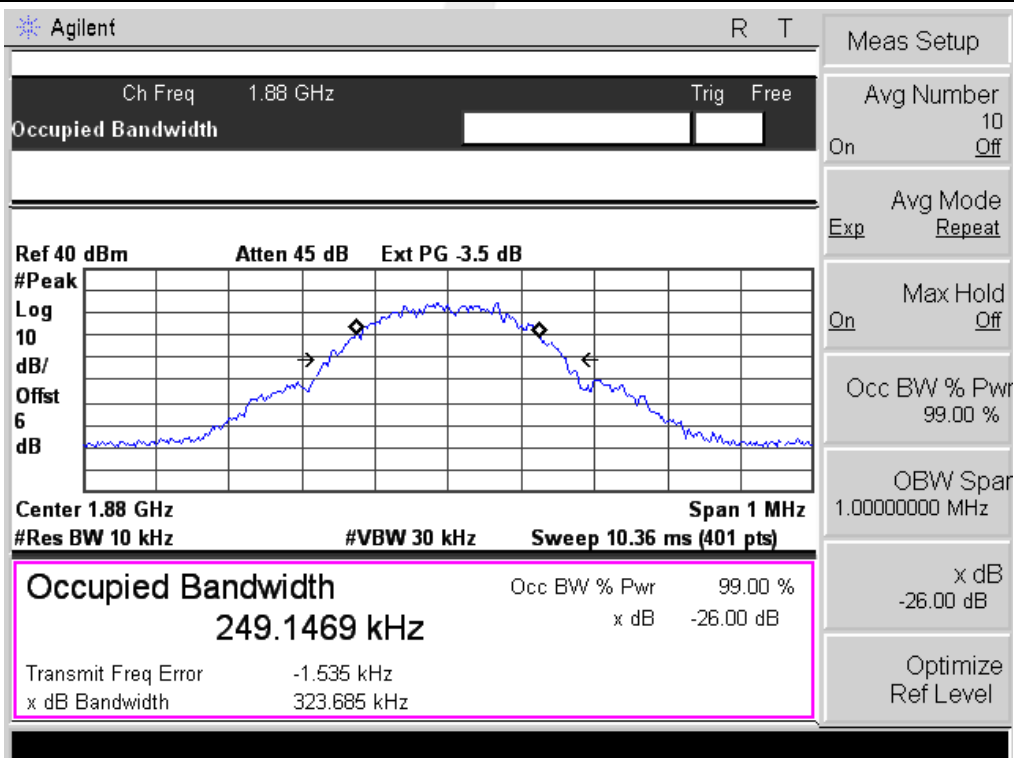 Agilent R T
Ch Freq 1.88 GHz Trig Free
Occupied Bandwidth
Ref 40 dBm Atten 45 dB Ext PG -3.5 dB
#Peak
Log
10
dB/
Offst
6
dB
Center 1.88 GHz Span 1 MHz
#Res BW 10 kHz #VBW 30 kHz Sweep 10.36 ms (401 pts)
Occupied Bandwidth
249.1469 kHz
Occ BW % Pwr 99.00 %
x dB -26.00 dB
Transmit Freq Error -1.535 kHz
x dB Bandwidth 323.685 kHz
Meas Setup
Avg Number
10
On Off
Avg Mode
Exp Repeat
Max Hold
On Off
Occ BW % Pwr
99.00 %
OBW Span
1.00000000 MHz
x dB
-26.00 dB
Optimize
Ref Level